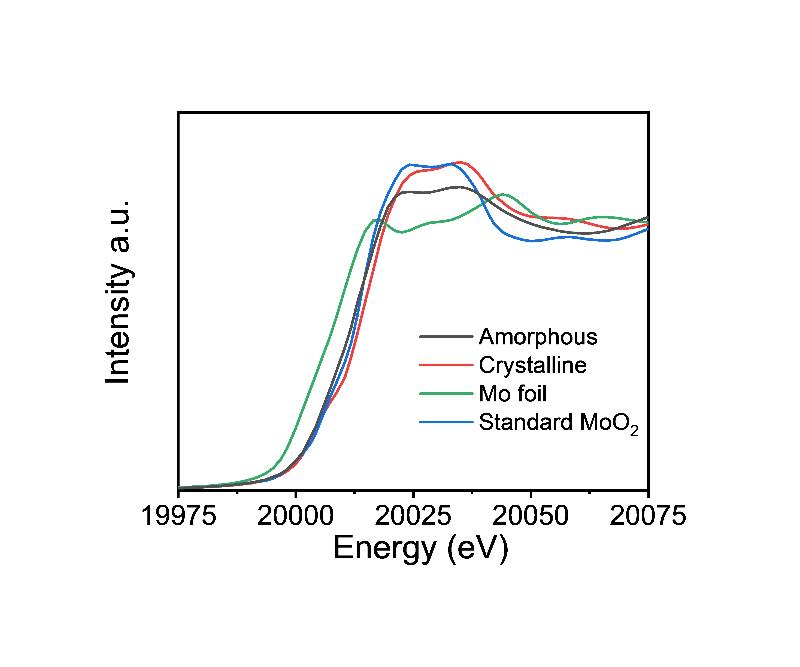 Intensity a.u.
Amorphous
Crystalline
Mo foil
Standard MoO₂
19975 20000 20025 20050 20075
Energy (eV)